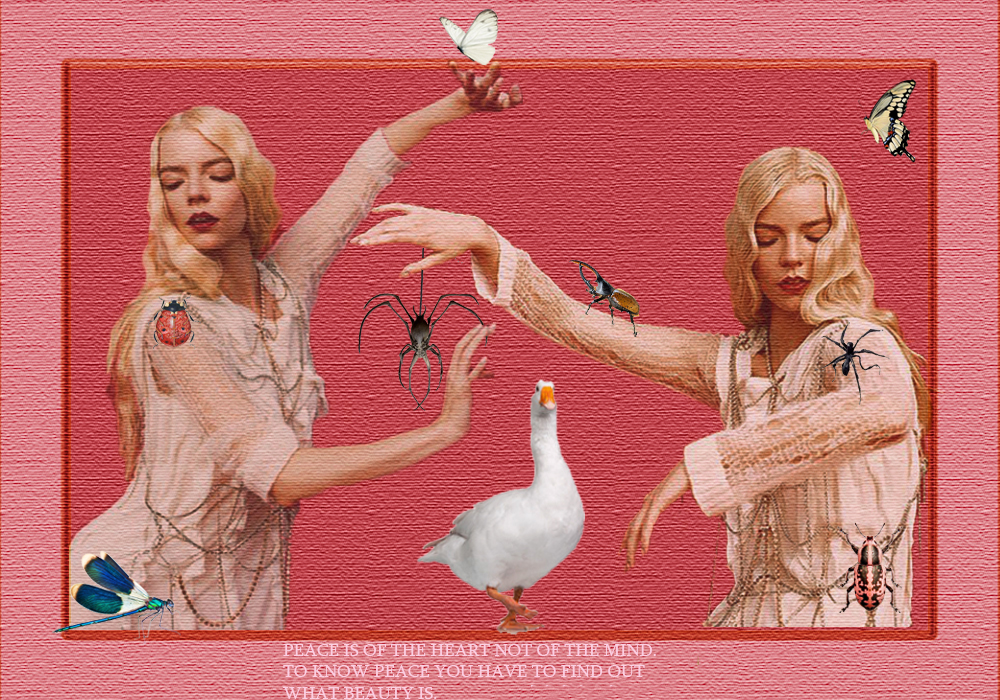 PEACE IS OF THE HEART NOT OF THE MIND.
TO KNOW PEACE YOU HAVE TO FIND OUT
WHAT BEAUTY IS.